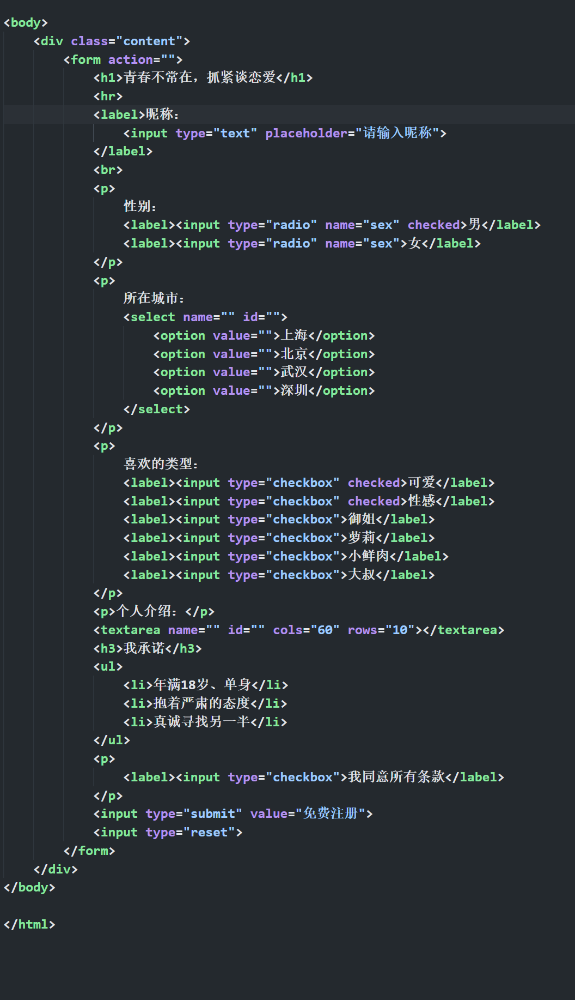 <body>
<div class="content">
<form action="">
<h1>青春不常在，抓紧谈恋爱</h1>
<hr>
<label>昵称：
<input type="text" placeholder="请输入昵称">
</label>
<br>
<p>
性别：
<label><input type="radio" name="sex" checked>男</label>
<label><input type="radio" name="sex">女</label>
</p>
<p>
所在城市：
<select name="" id="">
<option value="">上海</option>
<option value="">北京</option>
<option value="">武汉</option>
<option value="">深圳</option>
</select>
</p>
<p>
喜欢的类型：
<label><input type="checkbox" checked>可爱</label>
<label><input type="checkbox" checked>性感</label>
<label><input type="checkbox">御姐</label>
<label><input type="checkbox">萝莉</label>
<label><input type="checkbox">小鲜肉</label>
<label><input type="checkbox">大叔</label>
</p>
<p>个人介绍：</p>
<textarea name="" id="" cols="60" rows="10"></textarea>
<h3>我承诺</h3>
<ul>
<li>年满18岁、单身</li>
<li>抱着严肃的态度</li>
<li>真诚寻找另一半</li>
</ul>
<p>
<label><input type="checkbox">我同意所有条款</label>
</p>
<input type="submit" value="免费注册">
<input type="reset">
</form>
</div>
</body>
</html>